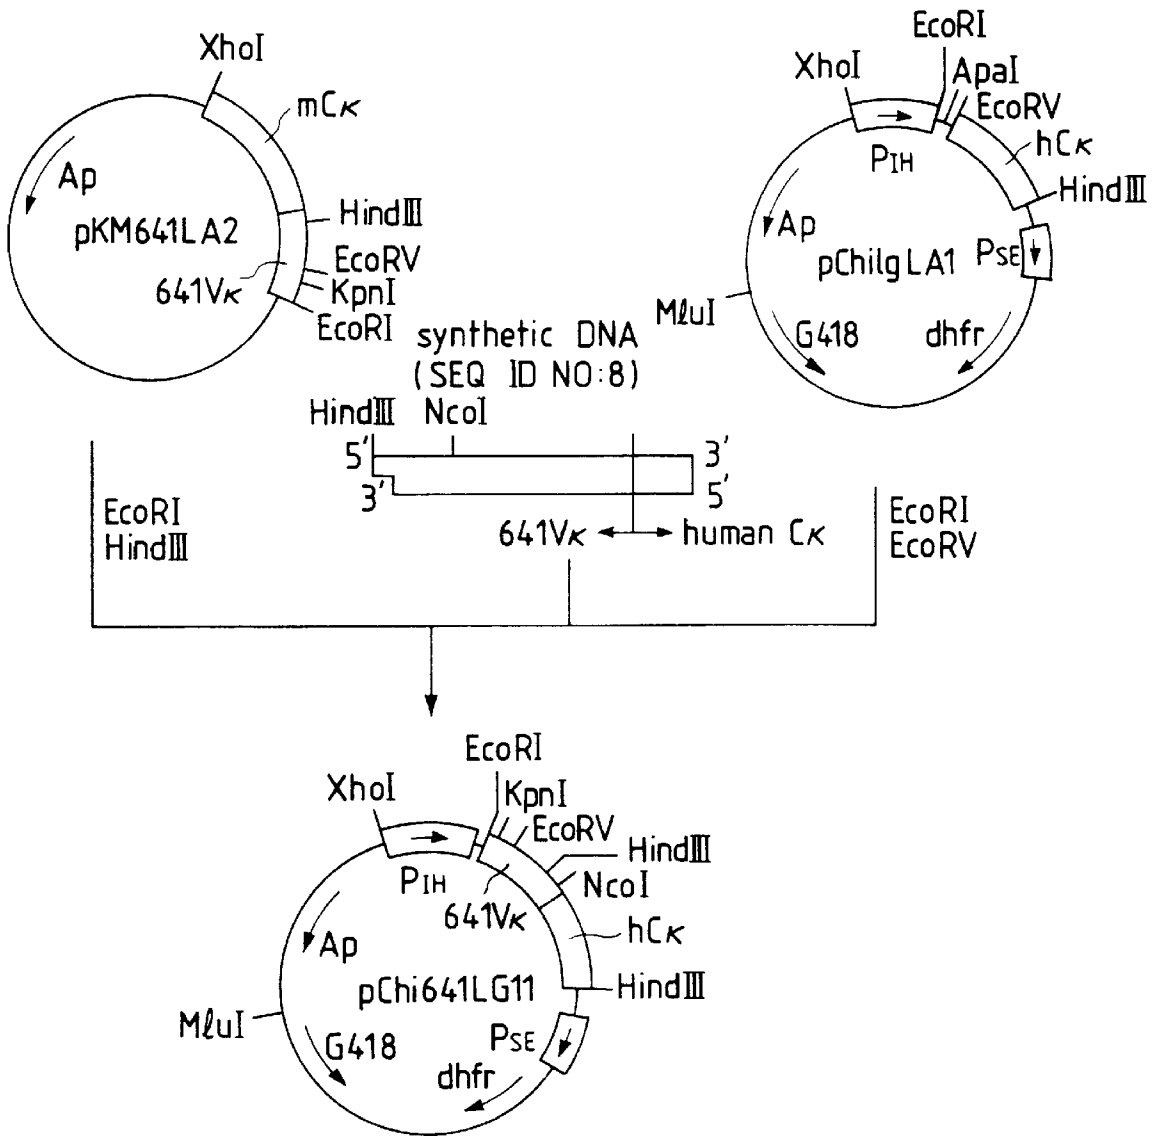 XhoI
mCκ
Ap
pKM641LA2
HindⅢ
EcoRV
641Vκ
KpnI
EcoRI
EcoRI
XhoI
ApaI
EcoRV
hCκ
PIH
HindⅢ
Ap
pChiIgLA1
PSE
MluI
G418
dhfr
synthetic DNA
(SEQ ID NO:8)
HindⅢ NcoI
5′
3′
3′
5′
641Vκ
human Cκ
EcoRI
HindⅢ
EcoRI
EcoRV
EcoRI
XhoI
KpnI
EcoRV
HindⅢ
NcoI
PIH
641Vκ
hCκ
Ap
pChi641LG11
HindⅢ
MluI
G418
PSE
dhfr